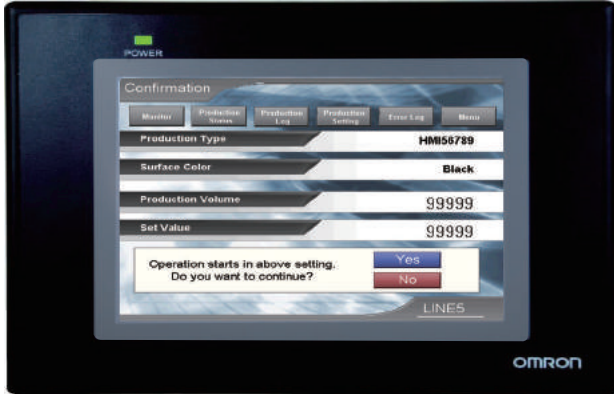 POWER
Confirmation
Monitor
Production
Status
Production
Log
Production
Setting
Error Log
Menu
Production Type
HMI56789
Surface Color
Black
Production Volume
99999
Set Value
99999
Operation starts in above setting.
Do you want to continue?
Yes
No
LINE5
OMRON